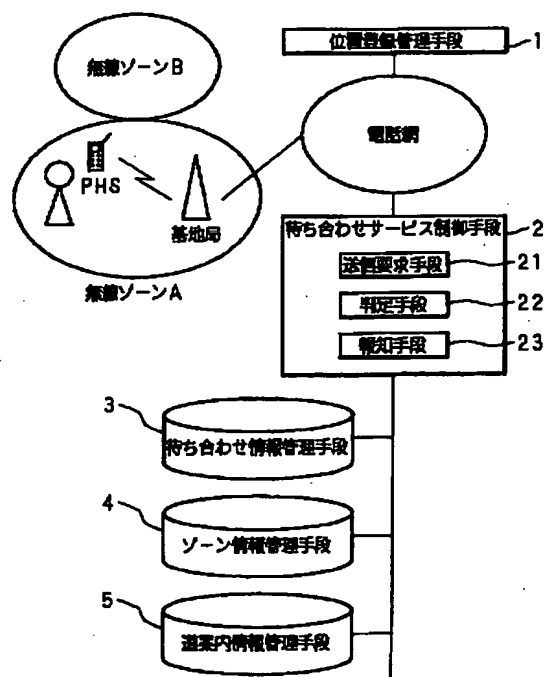 位置登録管理手段
1
無線ゾーンB
電話網
PHS
基地局
無線ゾーンA
待ち合わせサービス制御手段
2
送信要求手段
21
判定手段
22
報知手段
23
3
待ち合わせ情報管理手段
4
ゾーン情報管理手段
5
道案内情報管理手段